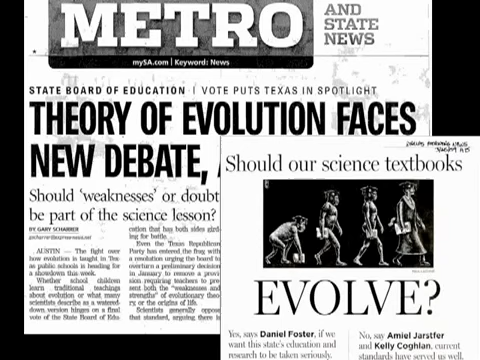 METRO
AND
STATE
NEWS
mySA.com | Keyword: News
STATE BOARD OF EDUCATION | VOTE PUTS TEXAS IN SPOTLIGHT
THEORY OF EVOLUTION FACES
NEW DEBATE,
Should 'weaknesses' or doubt
be part of the science lesson?
BY GARY SCHARRER
AUSTIN — The fight over
how evolution is taught in Tex-
as public schools is heading for
a showdown this week.
Whether school children
learn traditional teachings
about evolution or what many
scientists describe as a watered-
down version hinges on a final
vote of the State Board of Edu-
cation that has both sides gird-
ing for battle.
Even the Texas Republican
Party has entered the fray with
a resolution urging the board to
overturn a preliminary decision
in January to remove a provi-
sion requiring teachers to pre-
sent both the "weaknesses and
strengths" of evolutionary theo-
ry or the origins of life.
Scientists generally oppose
that standard, arguing there is
Should our science textbooks
EVOLVE?
Yes, says Daniel Foster, if we
want this state's education and
research to be taken seriously.
No, say Amiel Jarstfer
and Kelly Coghlan, current
standards have served us well.